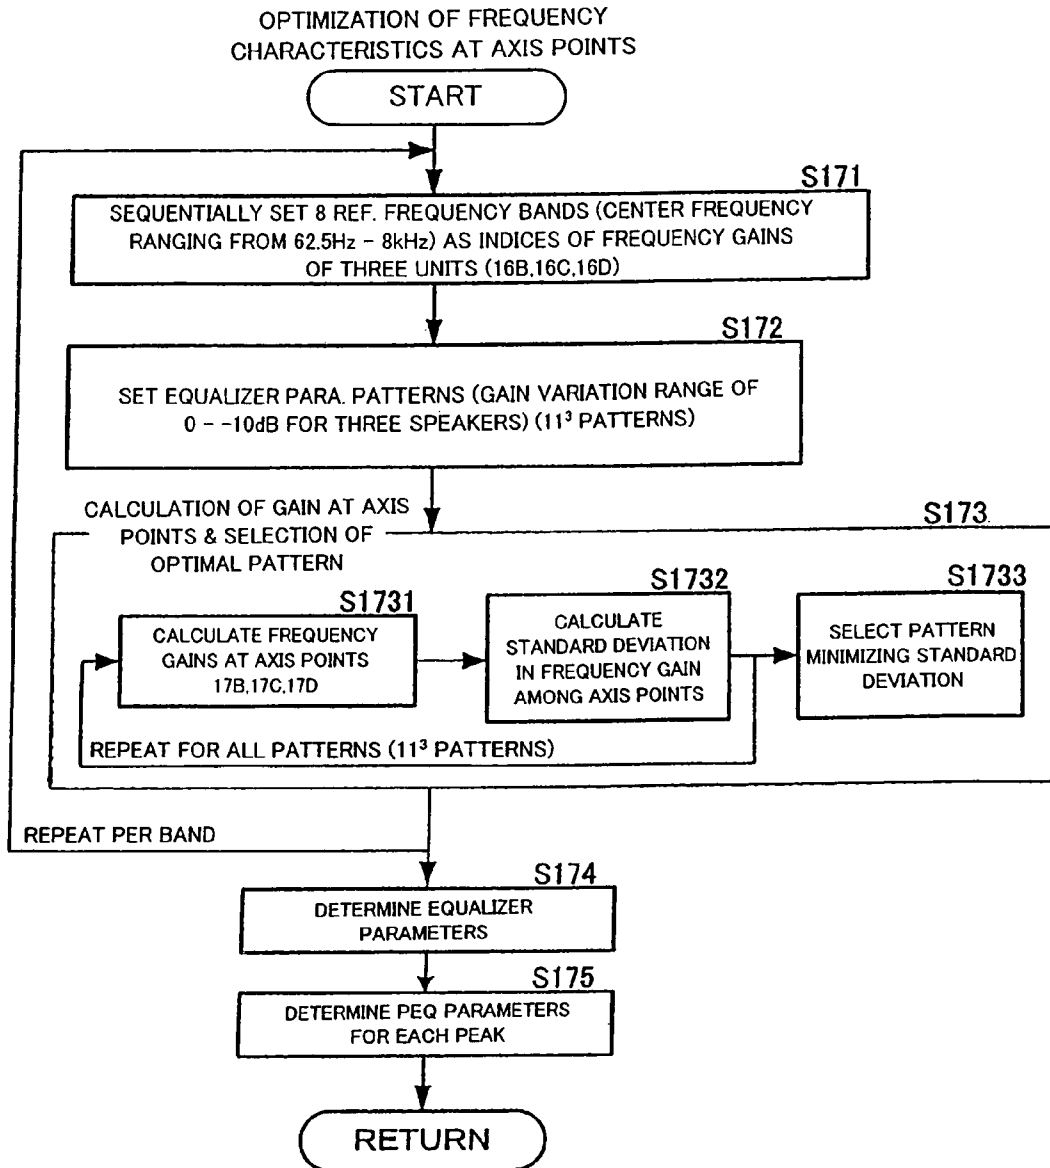 OPTIMIZATION OF FREQUENCY
CHARACTERISTICS AT AXIS POINTS
START
S171
SEQUENTIALLY SET 8 REF. FREQUENCY BANDS (CENTER FREQUENCY
RANGING FROM 62.5Hz - 8kHz) AS INDICES OF FREQUENCY GAINS
OF THREE UNITS (16B,16C,16D)
S172
SET EQUALIZER PARA. PATTERNS (GAIN VARIATION RANGE OF
0 - -10dB FOR THREE SPEAKERS) (11³ PATTERNS)
CALCULATION OF GAIN AT AXIS
POINTS & SELECTION OF
OPTIMAL PATTERN
S173
S1731
CALCULATE FREQUENCY
GAINS AT AXIS POINTS
17B,17C,17D
S1732
CALCULATE
STANDARD DEVIATION
IN FREQUENCY GAIN
AMONG AXIS POINTS
S1733
SELECT PATTERN
MINIMIZING STANDARD
DEVIATION
REPEAT FOR ALL PATTERNS (11³ PATTERNS)
REPEAT PER BAND
S174
DETERMINE EQUALIZER
PARAMETERS
S175
DETERMINE PEQ PARAMETERS
FOR EACH PEAK
RETURN